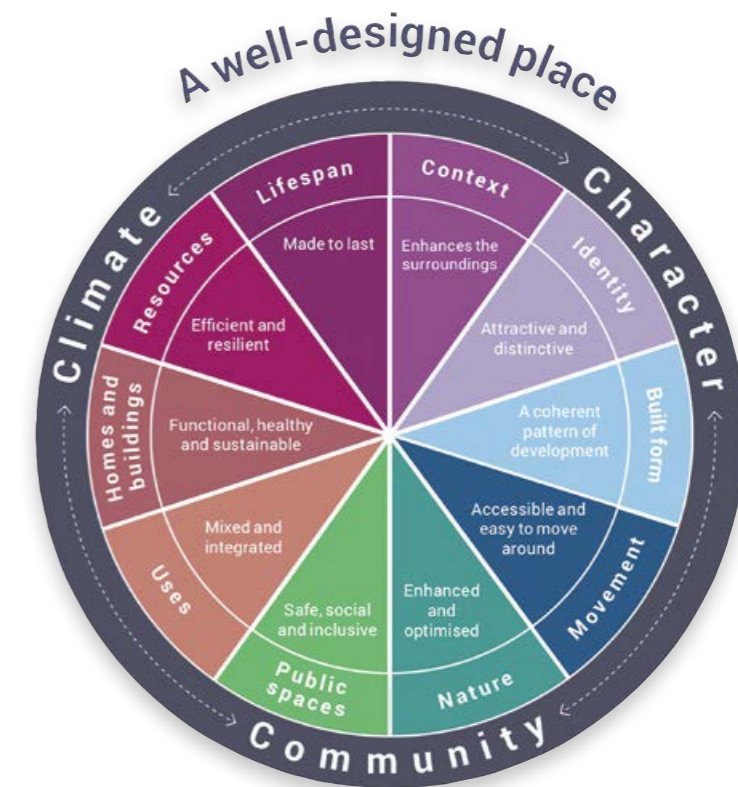 A well-designed place
Climate
Character
Community
Context
Enhances the
surroundings
Identity
Attractive and
distinctive
Built form
A coherent
pattern of
development
Movement
Accessible and
easy to move
around
Nature
Enhanced
and
optimised
Public
spaces
Safe, social
and inclusive
Uses
Mixed and
integrated
Homes and
buildings
Functional, healthy
and sustainable
Resources
Efficient and
resilient
Lifespan
Made to last